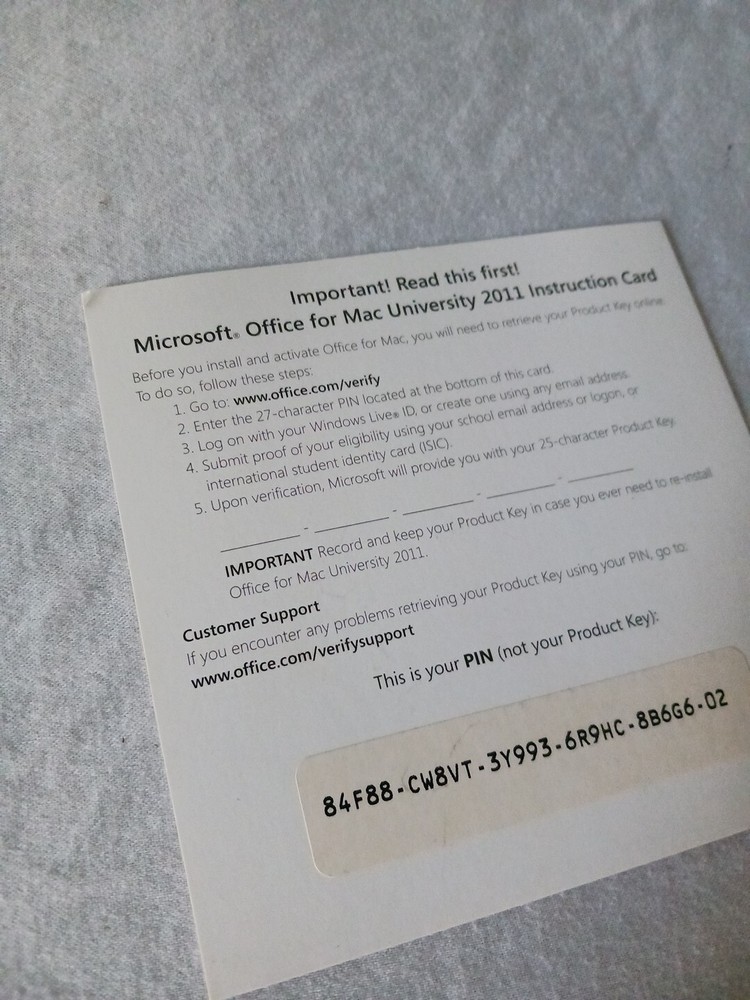 Important! Read this first!
Microsoft® Office for Mac University 2011 Instruction Card
Before you install and activate Office for Mac, you will need to retrieve your Product Key online.
To do so, follow these steps:
1. Go to: www.office.com/verify
2. Enter the 27-character PIN located at the bottom of this card.
3. Log on with your Windows Live® ID, or create one using any email address.
4. Submit proof of your eligibility using your school email address or logon, or
international student identity card (ISIC).
5. Upon verification, Microsoft will provide you with your 25-character Product Key.
________ - ________ - ________ - ________ - ________
IMPORTANT Record and keep your Product Key in case you ever need to re-install
Office for Mac University 2011.
Customer Support
If you encounter any problems retrieving your Product Key using your PIN, go to:
www.office.com/verifysupport
This is your PIN (not your Product Key):
84F88-CW8VT-3Y993-6R9HC-8B6G6-02